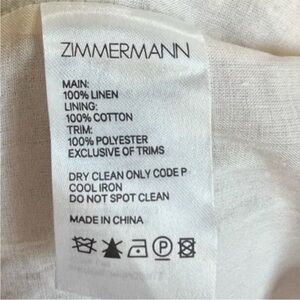 ZIMMERMANN
MAIN:
100% LINEN
LINING:
100% COTTON
TRIM:
100% POLYESTER
EXCLUSIVE OF TRIMS
DRY CLEAN ONLY CODE P
COOL IRON
DO NOT SPOT CLEAN
MADE IN CHINA